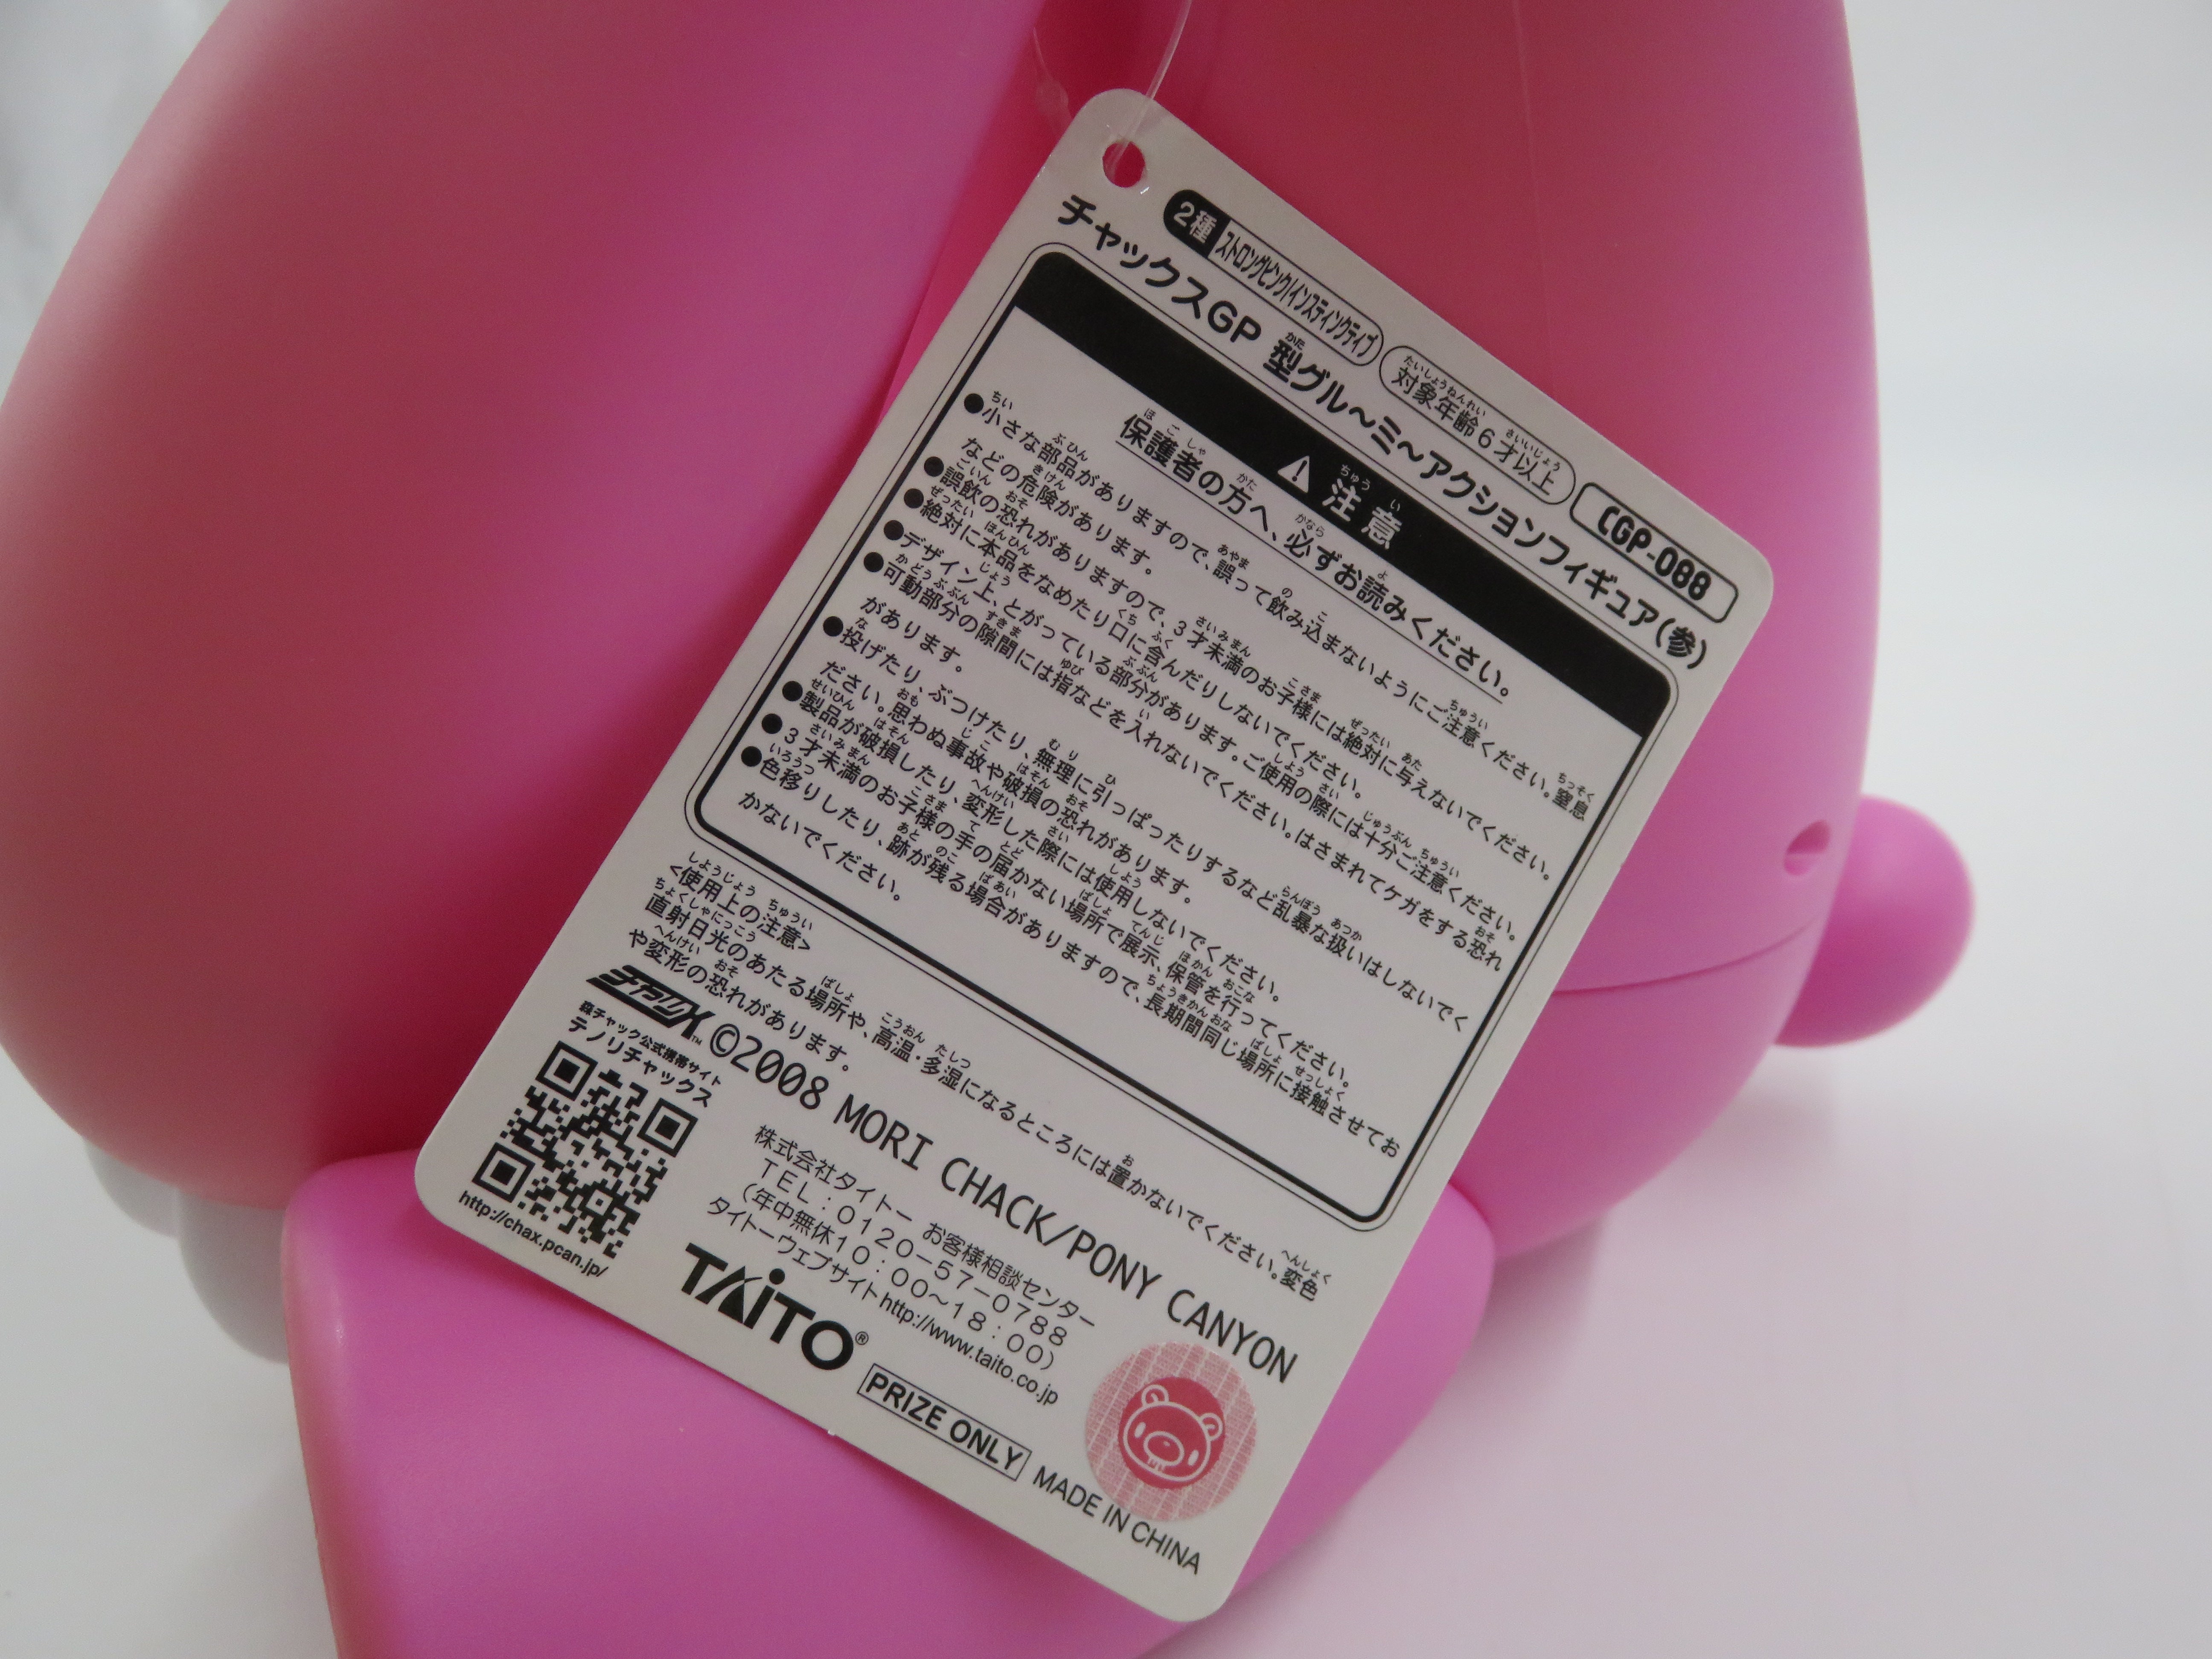 2種 ストロングピンク/インスティンクティブ 対象年齢6才以上 CGP-088
チャックスGP 型グル～ミ～アクションフィギュア(参)
注意
保護者の方へ、必ずお読みください。
●小さな部品がありますので、誤って飲み込まないようにご注意ください。窒息
などの危険があります。
●誤飲の恐れがありますので、3才未満のお子様には絶対に与えないでください。
●絶対に本品をなめたり口に含んだりしないでください。
●デザイン上、とがっている部分があります。ご使用の際には十分ご注意ください。
●可動部分の隙間には指などを入れないでください。はさまれてケガをする恐れ
があります。
●投げたり、ぶつけたり、無理に引っぱったりするなど乱暴な扱いはしないでく
ださい。思わぬ事故や破損の恐れがあります。
●製品が破損したり、変形した際には使用しないでください。
●3才未満のお子様の手の届かない場所で展示、保管を行ってください。
●色移りしたり、跡が残る場合がありますので、長期間同じ場所に接触させてお
かないでください。
<使用上の注意>
直射日光のあたる場所や、高温・多湿になるところには置かないでください。変色
や変形の恐れがあります。
チャックス™ ©2008 MORI CHACK/PONY CANYON
森チャック公式携帯サイト
テノリチャックス
http://chax.pcan.jp/
株式会社タイトー お客様相談センター
TEL:0120-57-0788
(年中無休10:00～18:00)
タイトーウェブサイトhttp://www.taito.co.jp
TAITO® PRIZE ONLY MADE IN CHINA